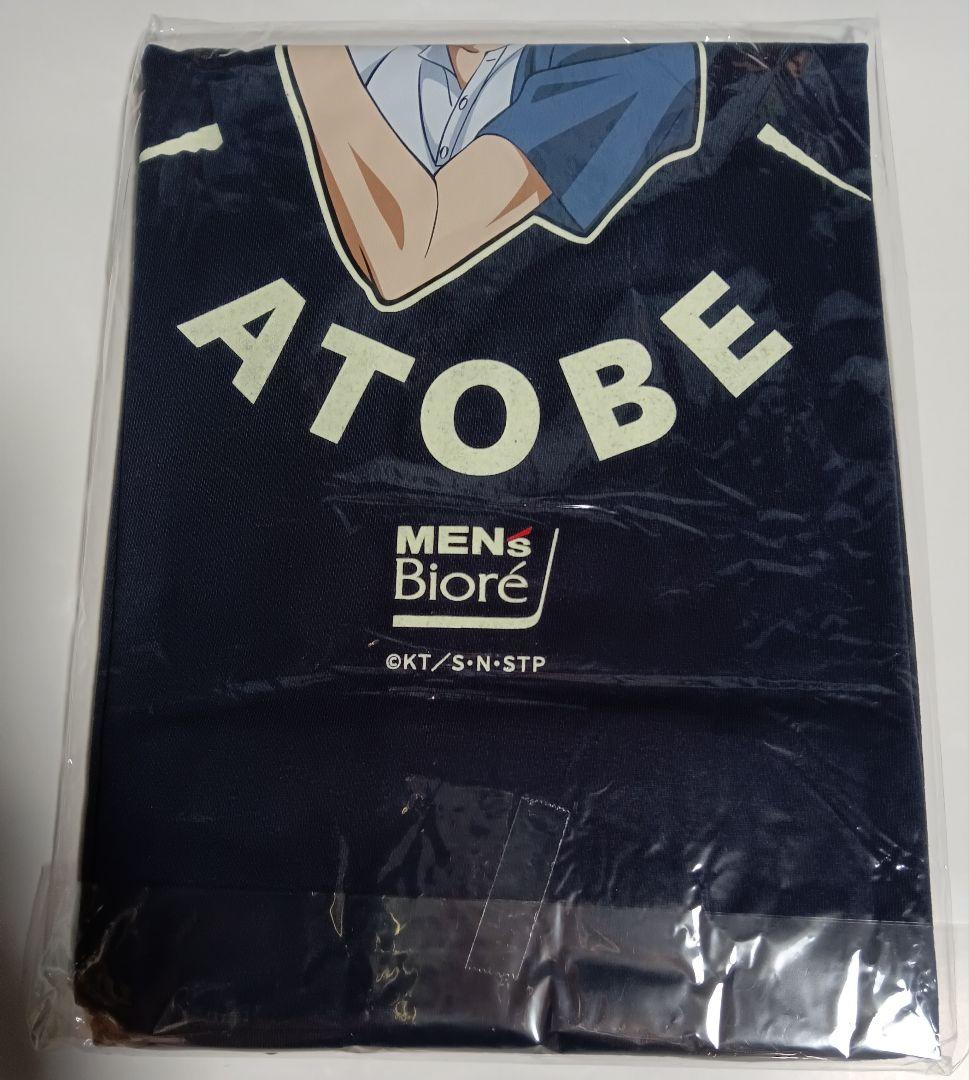 ATOBE
MEN's
Bioré
©KT/S・N・STP